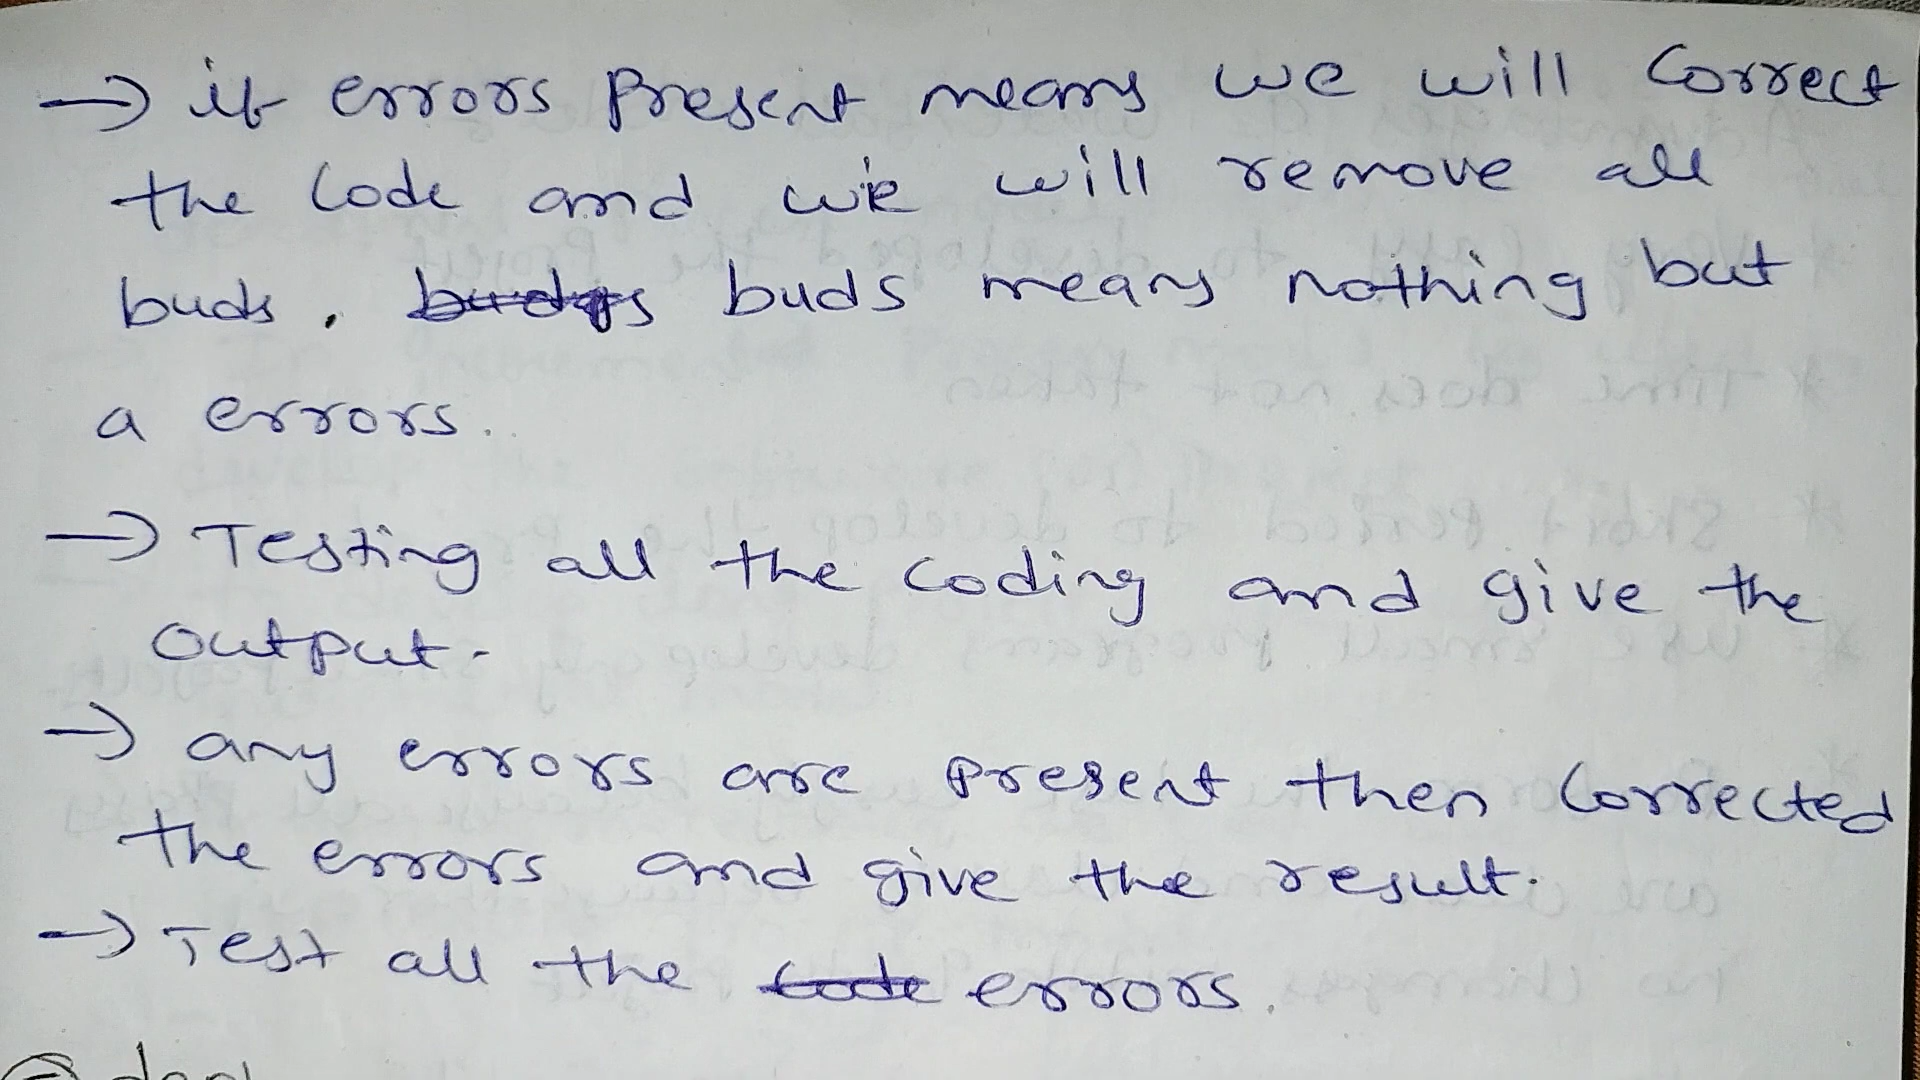 → if errors present means we will correct
the code and we will remove all
buds. buds means nothing but
a errors.
→ Testing all the coding and give the
output.
→ any errors are present then corrected
the errors and give the result.
→ Test all the code errors.